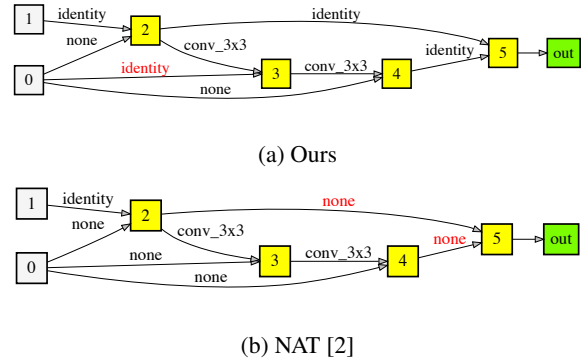 1 identity 2 identity
none conv_3x3 identity 5 out
0 identity 3 conv_3x3 4
none
(a) Ours
1 identity 2 none
none conv_3x3 none 5 out
0 none 3 conv_3x3 4
none
(b) NAT [2]